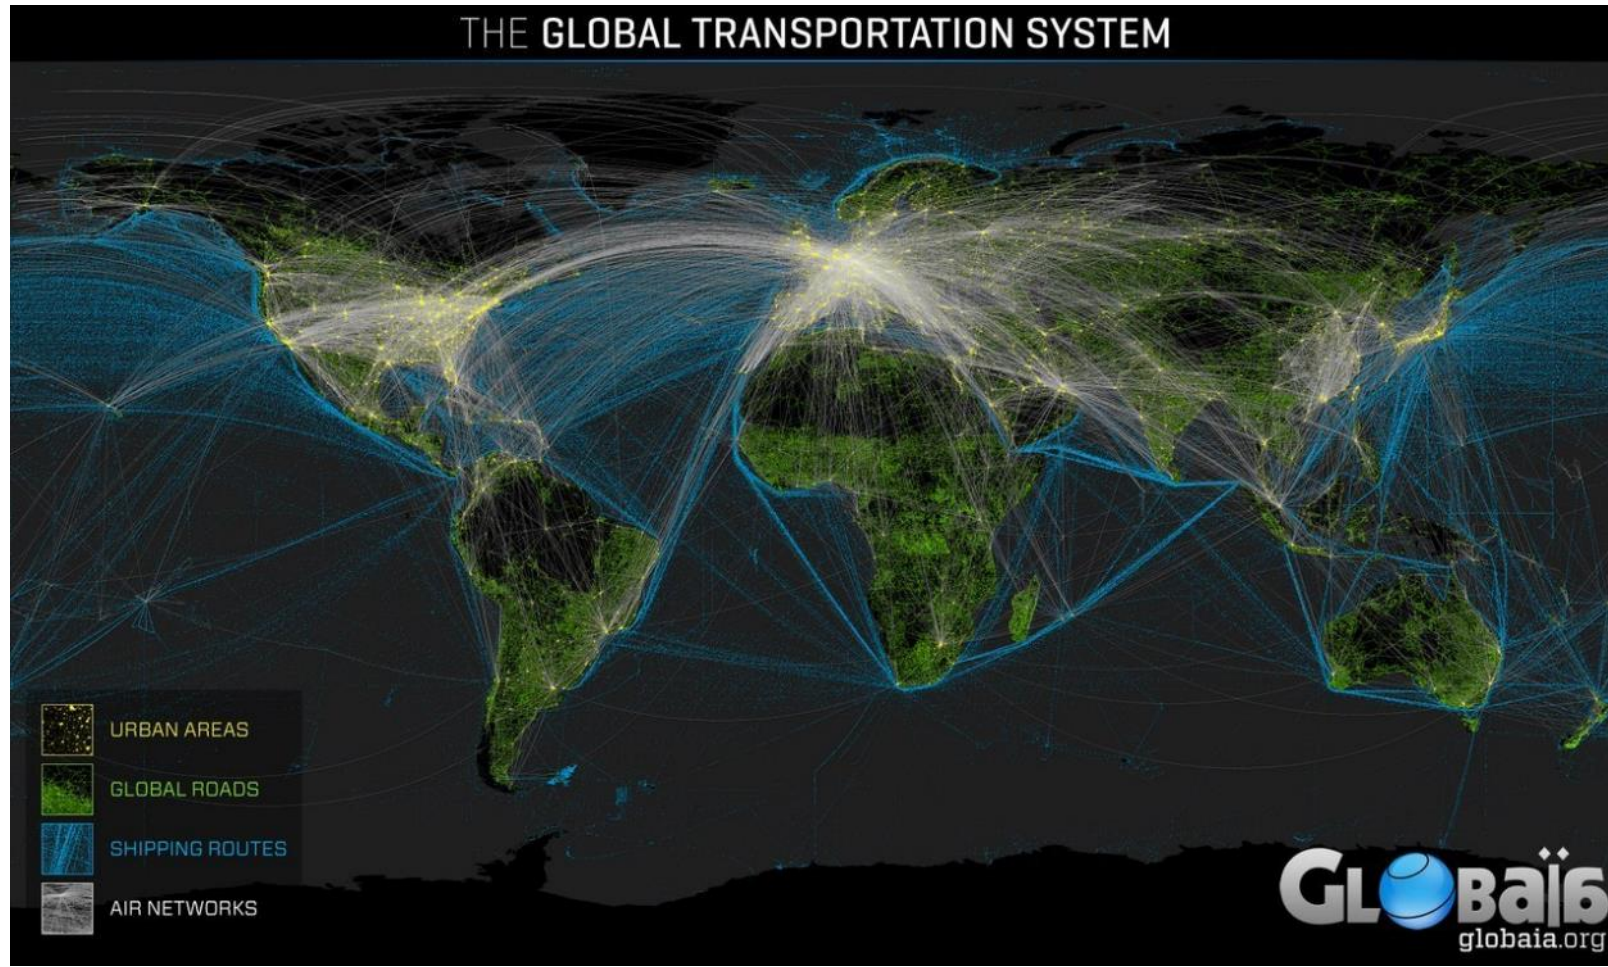 THE GLOBAL TRANSPORTATION SYSTEM
URBAN AREAS
GLOBAL ROADS
SHIPPING ROUTES
AIR NETWORKS
GLOBaïa
globaia.org